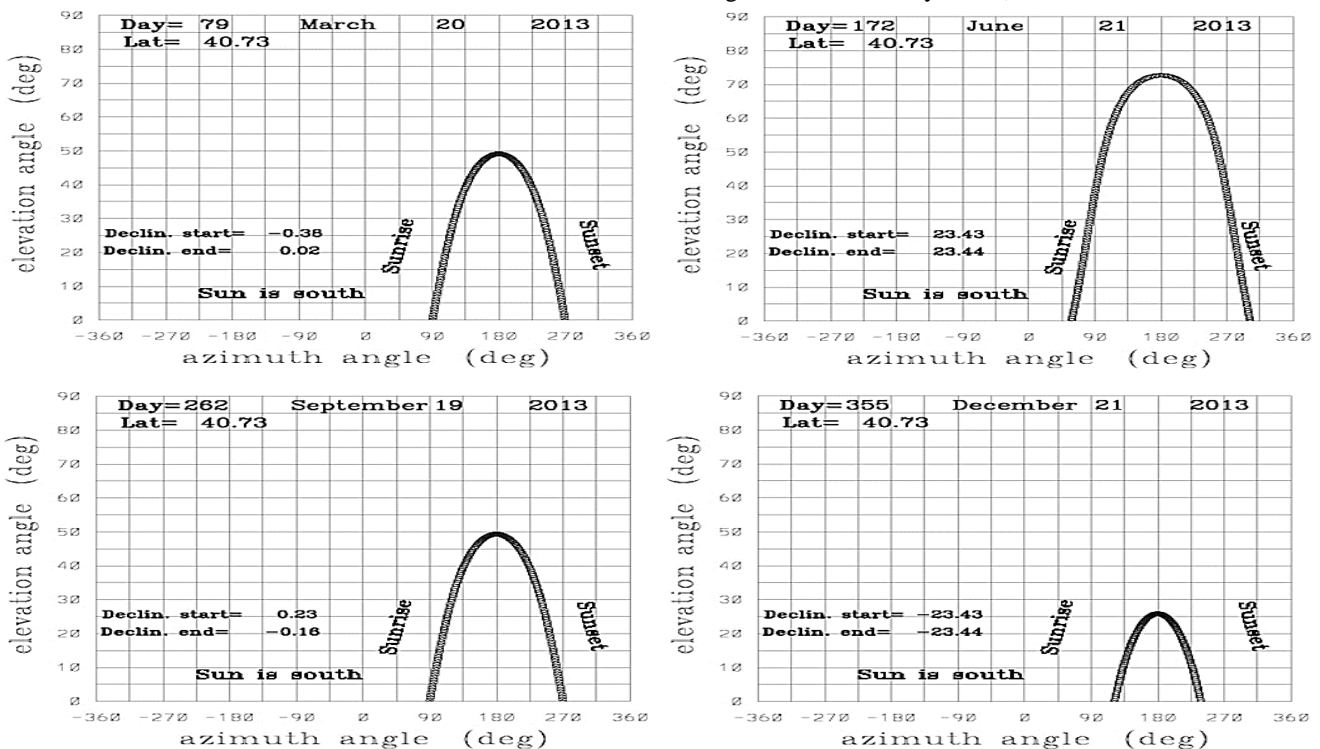 90 Day= 79 March 20 2013
80 Lat= 40.73
70
60
50
40
30
20
10
0
elevation angle (deg)
Declin. start= -0.38
Declin. end= 0.02
Sunrise
Sunset
Sun is south
-360 -270 -180 -90 0 90 180 270 360
azimuth angle (deg)
90 Day=172 June 21 2013
80 Lat= 40.73
70
60
50
40
30
20
10
0
elevation angle (deg)
Declin. start= 23.43
Declin. end= 23.44
Sunrise
Sunset
Sun is south
-360 -270 -180 -90 0 90 180 270 360
azimuth angle (deg)
90 Day=262 September 19 2013
80 Lat= 40.73
70
60
50
40
30
20
10
0
elevation angle (deg)
Declin. start= 0.23
Declin. end= -0.16
Sunrise
Sunset
Sun is south
-360 -270 -180 -90 0 90 180 270 360
azimuth angle (deg)
90 Day=355 December 21 2013
80 Lat= 40.73
70
60
50
40
30
20
10
0
elevation angle (deg)
Declin. start= -23.43
Declin. end= -23.44
Sunrise
Sunset
Sun is south
-360 -270 -180 -90 0 90 180 270 360
azimuth angle (deg)